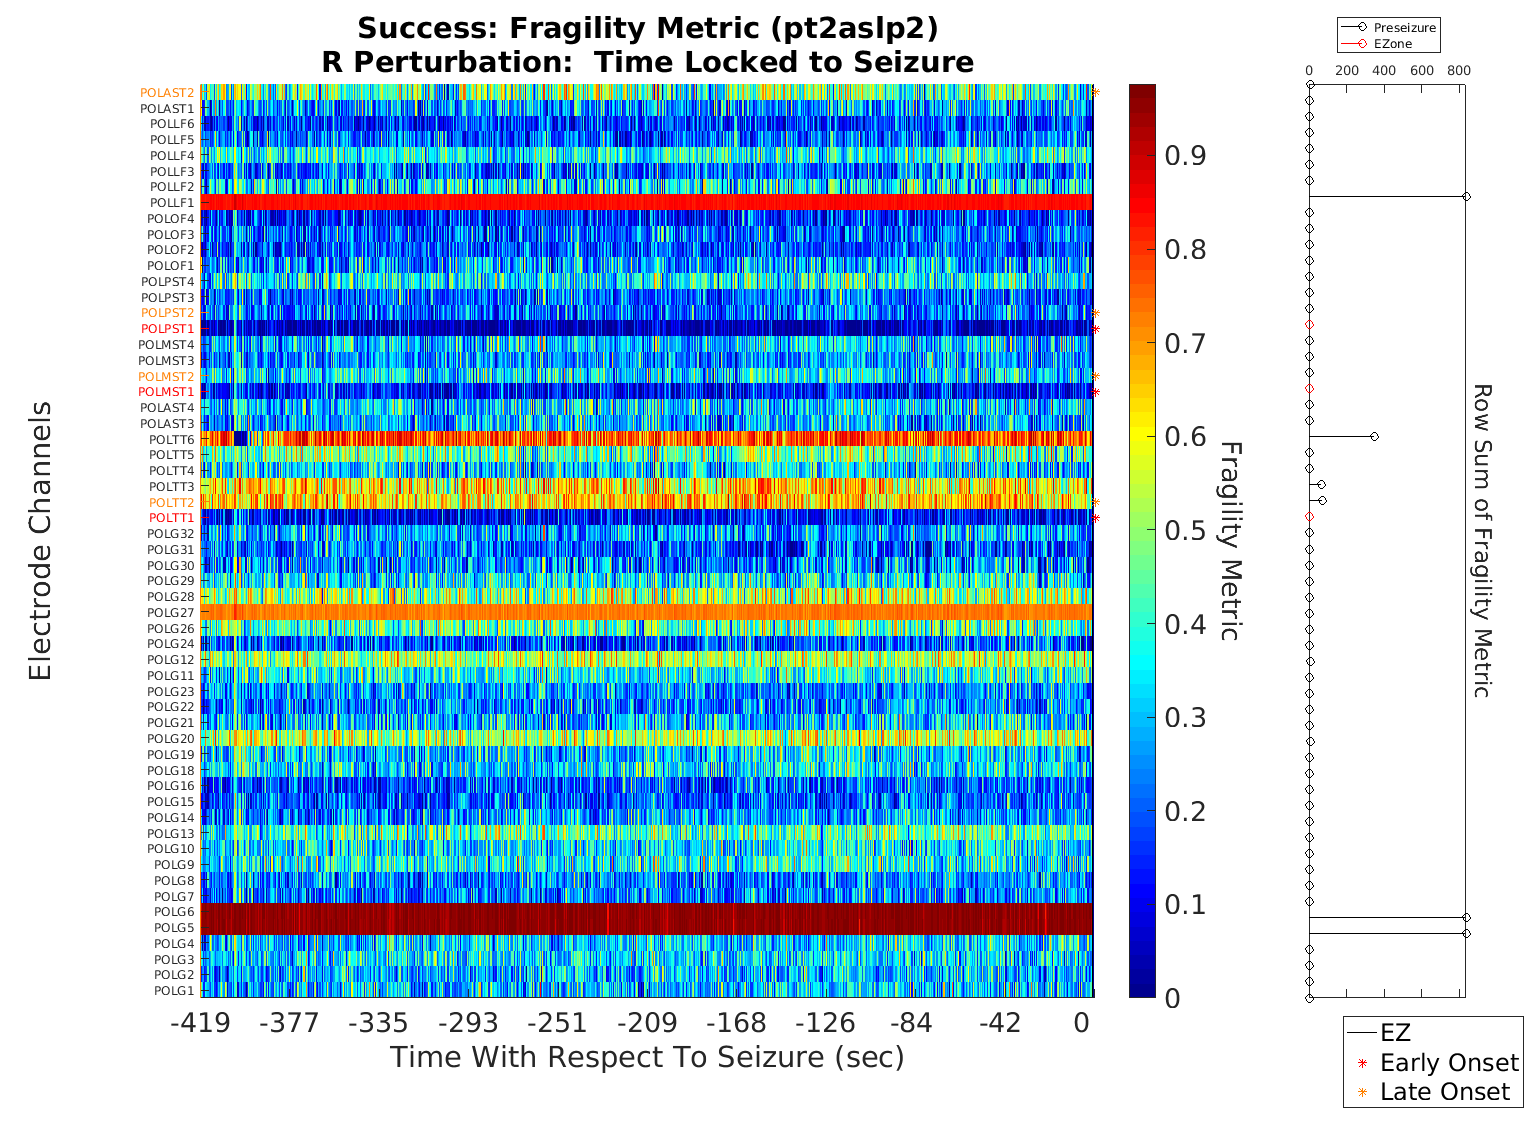 Success: Fragility Metric (pt2aslp2)
R Perturbation:  Time Locked to Seizure
Electrode Channels
POLAST2
POLAST1
POLLF6
POLLF5
POLLF4
POLLF3
POLLF2
POLLF1
POLOF4
POLOF3
POLOF2
POLOF1
POLPST4
POLPST3
POLPST2
POLPST1
POLMST4
POLMST3
POLMST2
POLMST1
POLAST4
POLAST3
POLTT6
POLTT5
POLTT4
POLTT3
POLTT2
POLTT1
POLG32
POLG31
POLG30
POLG29
POLG28
POLG27
POLG26
POLG24
POLG12
POLG11
POLG23
POLG22
POLG21
POLG20
POLG19
POLG18
POLG16
POLG15
POLG14
POLG13
POLG10
POLG9
POLG8
POLG7
POLG6
POLG5
POLG4
POLG3
POLG2
POLG1
-419 -377 -335 -293 -251 -209 -168 -126 -84 -42 0
Time With Respect To Seizure (sec)
0.9
0.8
0.7
0.6
0.5
0.4
0.3
0.2
0.1
0
Fragility Metric
Preseizure
EZone
0 200 400 600 800
Row Sum of Fragility Metric
EZ
Early Onset
Late Onset